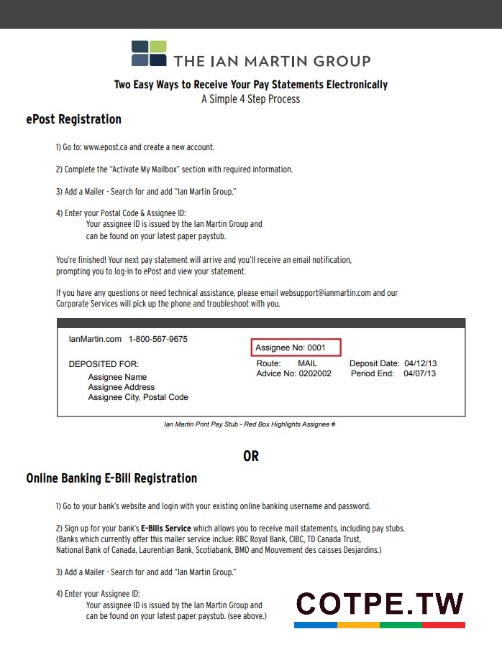 THE IAN MARTIN GROUP
Two Easy Ways to Receive Your Pay Statements Electronically
A Simple 4 Step Process
ePost Registration
1) Go to: www.epost.ca and create a new account.
2) Complete the "Activate My Mailbox" section with required information.
3) Add a Mailer - Search for and add "Ian Martin Group."
4) Enter your Postal Code & Assignee ID:
Your assignee ID is issued by the Ian Martin Group and
can be found on your latest paper paystub.
You're finished! Your next pay statement will arrive and you'll receive an email notification,
prompting you to log-in to ePost and view your statement.
If you have any questions or need technical assistance, please email websupport@ianmartin.com and our
Corporate Services will pick up the phone and troubleshoot with you.
IanMartin.com 1-800-567-9675
Assignee No: 0001
DEPOSITED FOR:
Route: MAIL Deposit Date: 04/12/13
Advice No: 0202002 Period End: 04/07/13
Assignee Name
Assignee Address
Assignee City, Postal Code
Ian Martin Print Pay Stub - Red Box Highlights Assignee #
OR
Online Banking E-Bill Registration
1) Go to your bank's website and login with your existing online banking username and password.
2) Sign up for your bank's E-Bills Service which allows you to receive mail statements, including pay stubs.
(Banks which currently offer this mailer service inclue: RBC Royal Bank, CIBC, TD Canada Trust,
National Bank of Canada, Laurentian Bank, Scotiabank, BMO and Mouvement des caisses Desjardins.)
3) Add a Mailer - Search for and add "Ian Martin Group."
4) Enter your Assignee ID:
Your assignee ID is issued by the Ian Martin Group and
can be found on your latest paper paystub. (see above.)
COTPE.TW